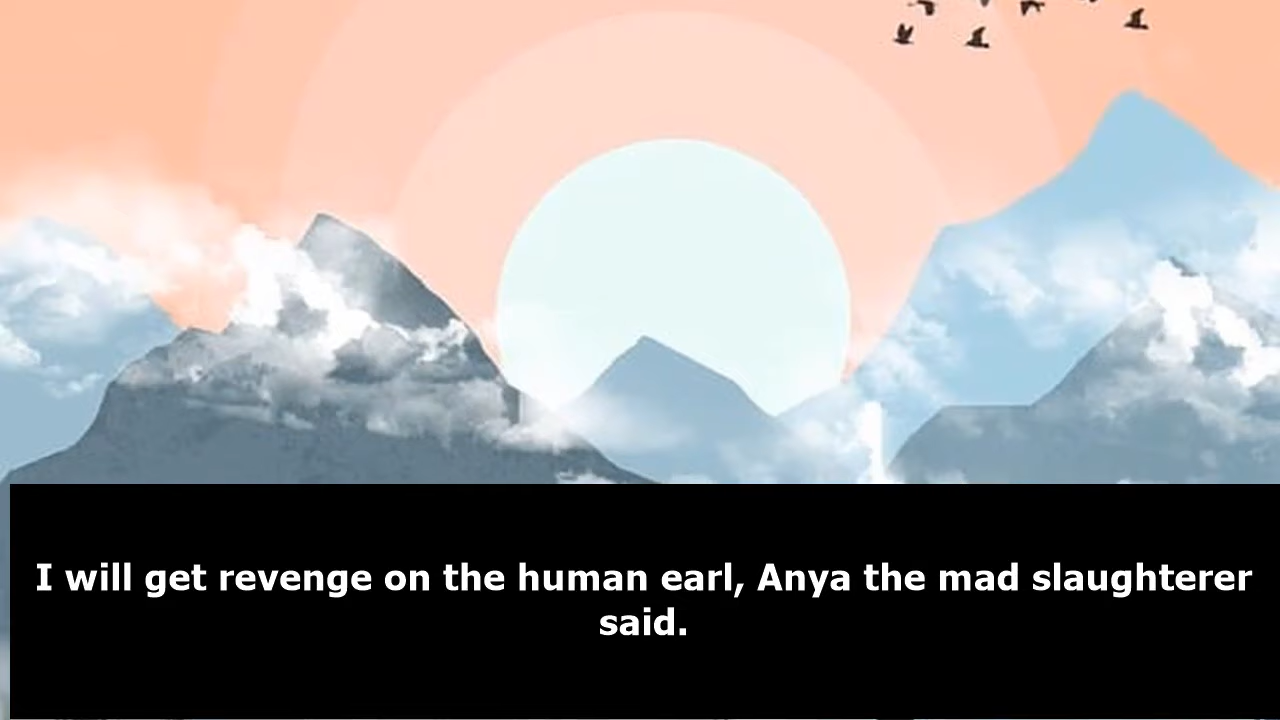 I will get revenge on the human earl, Anya the mad slaughterer
said.